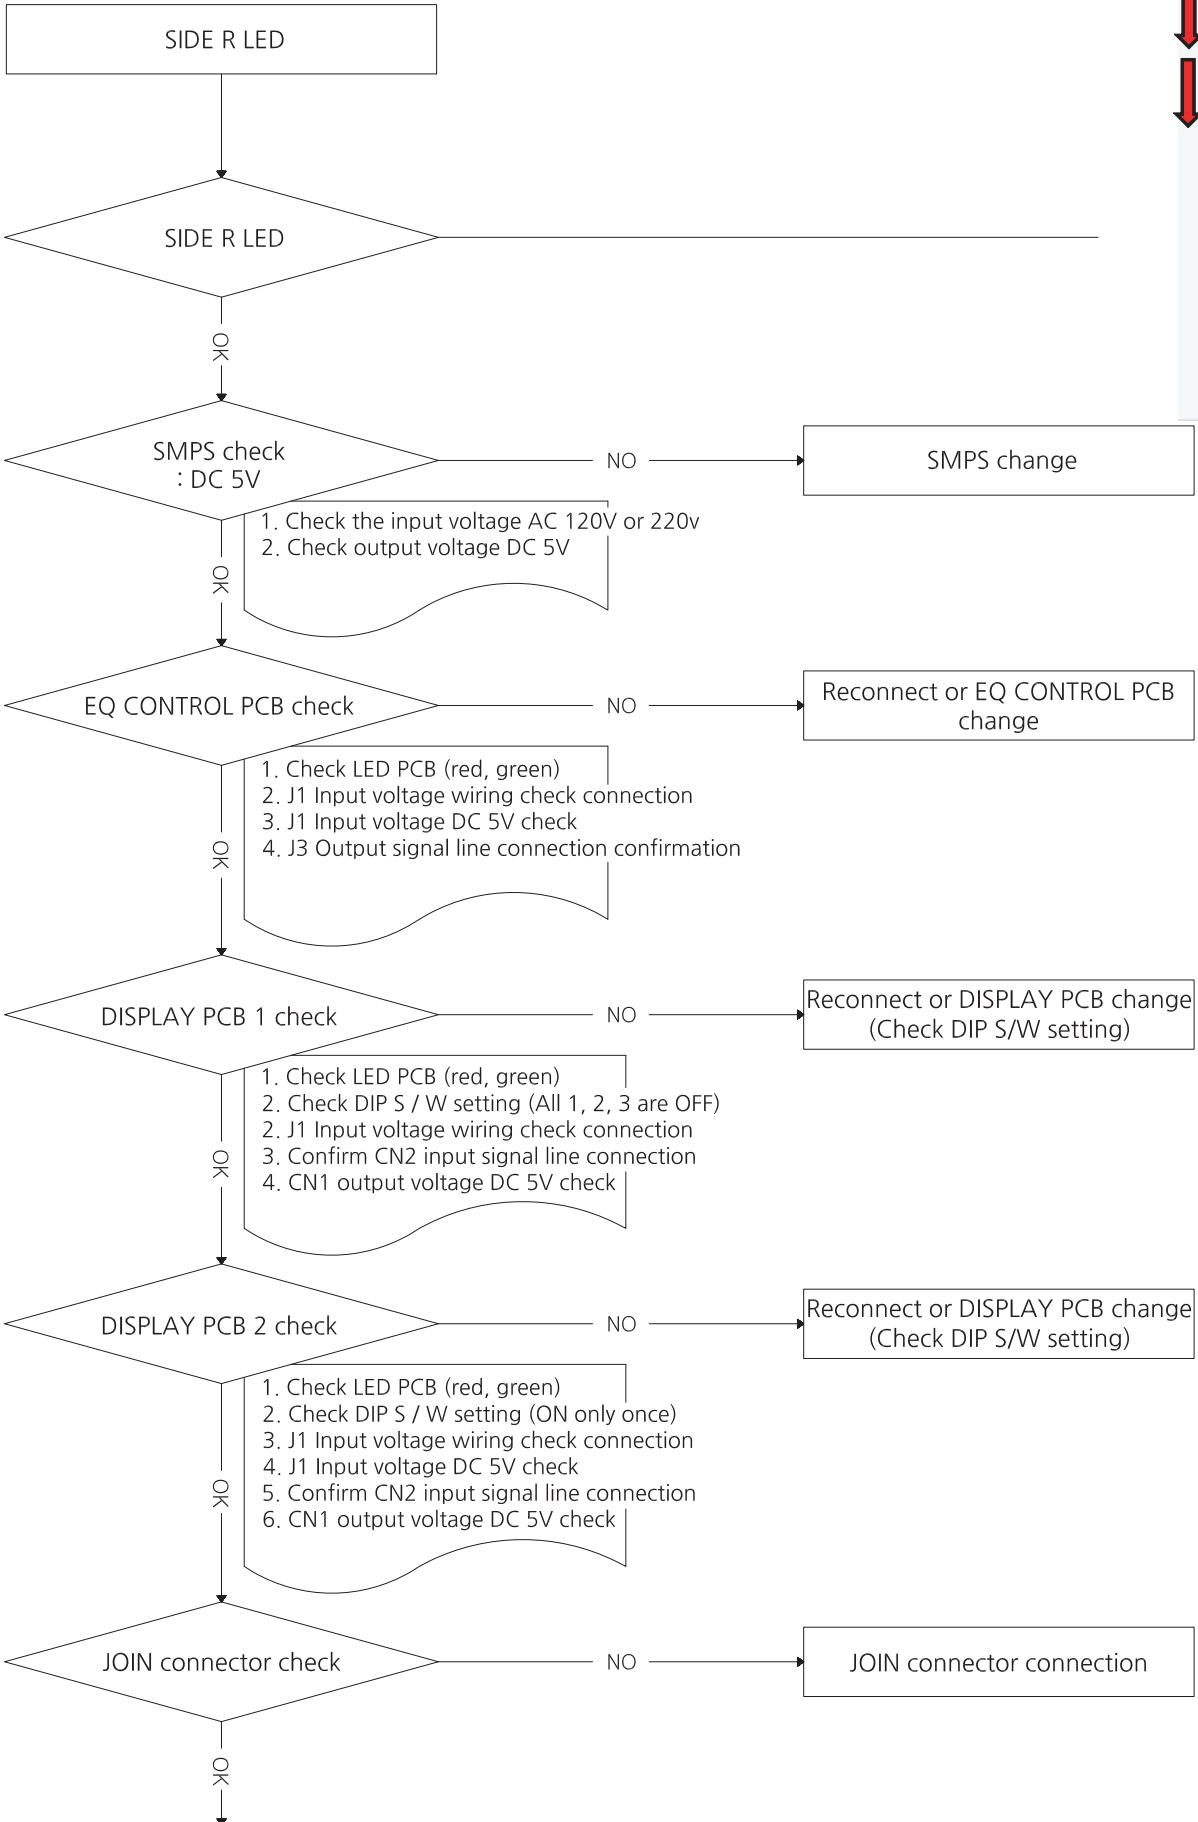 SIDE R LED
SIDE R LED
OK
SMPS check
: DC 5V
NO
SMPS change
1. Check the input voltage AC 120V or 220v
2. Check output voltage DC 5V
OK
EQ CONTROL PCB check
NO
Reconnect or EQ CONTROL PCB
change
1. Check LED PCB (red, green)
2. J1 Input voltage wiring check connection
3. J1 Input voltage DC 5V check
4. J3 Output signal line connection confirmation
OK
DISPLAY PCB 1 check
NO
Reconnect or DISPLAY PCB change
(Check DIP S/W setting)
1. Check LED PCB (red, green)
2. Check DIP S / W setting (All 1, 2, 3 are OFF)
2. J1 Input voltage wiring check connection
3. Confirm CN2 input signal line connection
4. CN1 output voltage DC 5V check
OK
DISPLAY PCB 2 check
NO
Reconnect or DISPLAY PCB change
(Check DIP S/W setting)
1. Check LED PCB (red, green)
2. Check DIP S / W setting (ON only once)
3. J1 Input voltage wiring check connection
4. J1 Input voltage DC 5V check
5. Confirm CN2 input signal line connection
6. CN1 output voltage DC 5V check
OK
JOIN connector check
NO
JOIN connector connection
OK